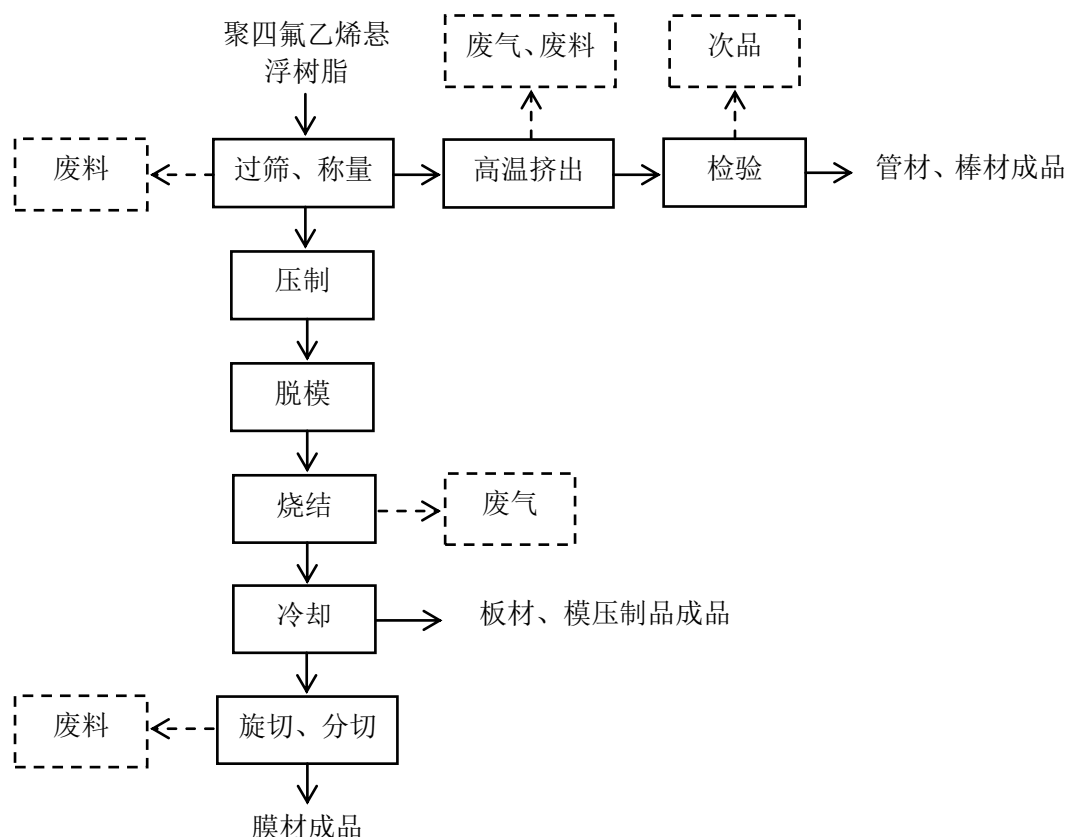 聚四氟乙烯悬
浮树脂
废气、废料
次品
废料
过筛、称量
高温挤出
检验
管材、棒材成品
压制
脱模
烧结
废气
冷却
板材、模压制品成品
废料
旋切、分切
膜材成品